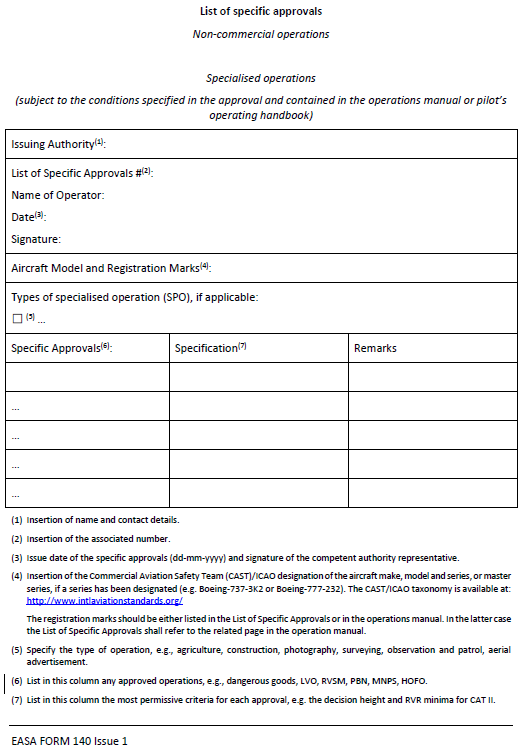 List of specific approvals
Non-commercial operations
Specialised operations
(subject to the conditions specified in the approval and contained in the operations manual or pilot's
operating handbook)
Issuing Authority(1):
List of Specific Approvals #(2):
Name of Operator:
Date(3):
Signature:
Aircraft Model and Registration Marks(4):
Types of specialised operation (SPO), if applicable:
☐ (5) ...
Specific Approvals(6): Specification(7) Remarks
...
...
...
...
(1) Insertion of name and contact details.
(2) Insertion of the associated number.
(3) Issue date of the specific approvals (dd-mm-yyyy) and signature of the competent authority representative.
(4) Insertion of the Commercial Aviation Safety Team (CAST)/ICAO designation of the aircraft make, model and series, or master
series, if a series has been designated (e.g. Boeing-737-3K2 or Boeing-777-232). The CAST/ICAO taxonomy is available at:
http://www.intlaviationstandards.org/
The registration marks should be either listed in the List of Specific Approvals or in the operations manual. In the latter case
the List of Specific Approvals shall refer to the related page in the operation manual.
(5) Specify the type of operation, e.g., agriculture, construction, photography, surveying, observation and patrol, aerial
advertisement.
(6) List in this column any approved operations, e.g., dangerous goods, LVO, RVSM, PBN, MNPS, HOFO.
(7) List in this column the most permissive criteria for each approval, e.g. the decision height and RVR minima for CAT II.
EASA FORM 140 Issue 1